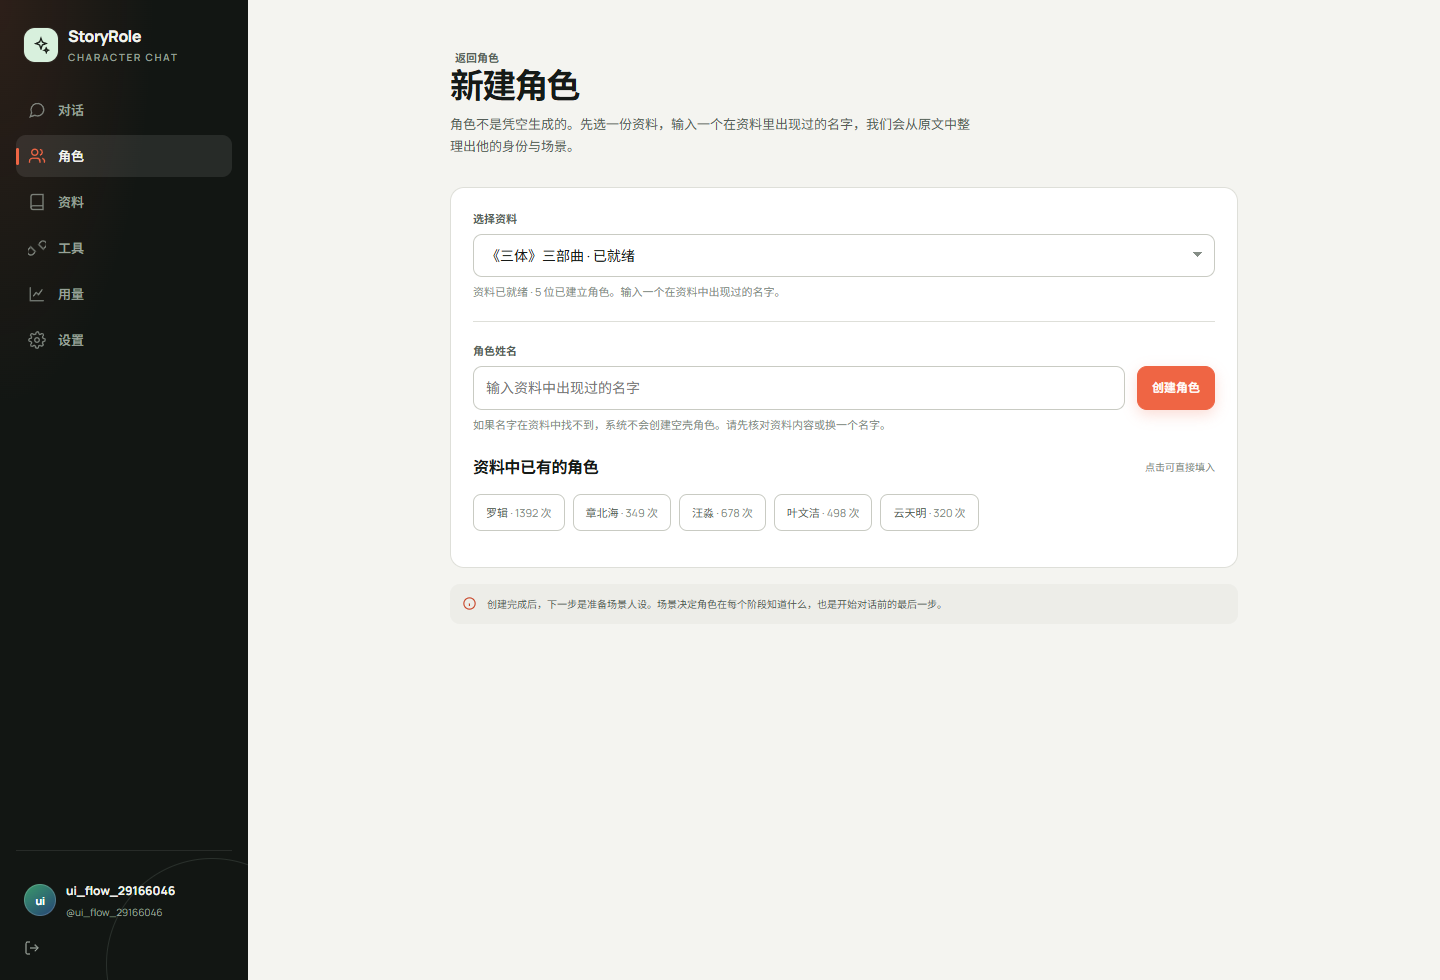 StoryRole
CHARACTER CHAT
对话
角色
资料
工具
用量
设置
ui
ui_flow_29166046
@ui_flow_29166046
返回角色
新建角色
角色不是凭空生成的。先选一份资料，输入一个在资料里出现过的名字，我们会从原文中整
理出他的身份与场景。
选择资料
《三体》三部曲 · 已就绪
资料已就绪 · 5 位已建立角色。输入一个在资料中出现过的名字。
角色姓名
输入资料中出现过的名字
创建角色
如果名字在资料中找不到，系统不会创建空壳角色。请先核对资料内容或换一个名字。
资料中已有的角色
点击可直接填入
罗辑 · 1392 次
章北海 · 349 次
汪淼 · 678 次
叶文洁 · 498 次
云天明 · 320 次
创建完成后，下一步是准备场景人设。场景决定角色在每个阶段知道什么，也是开始对话前的最后一步。